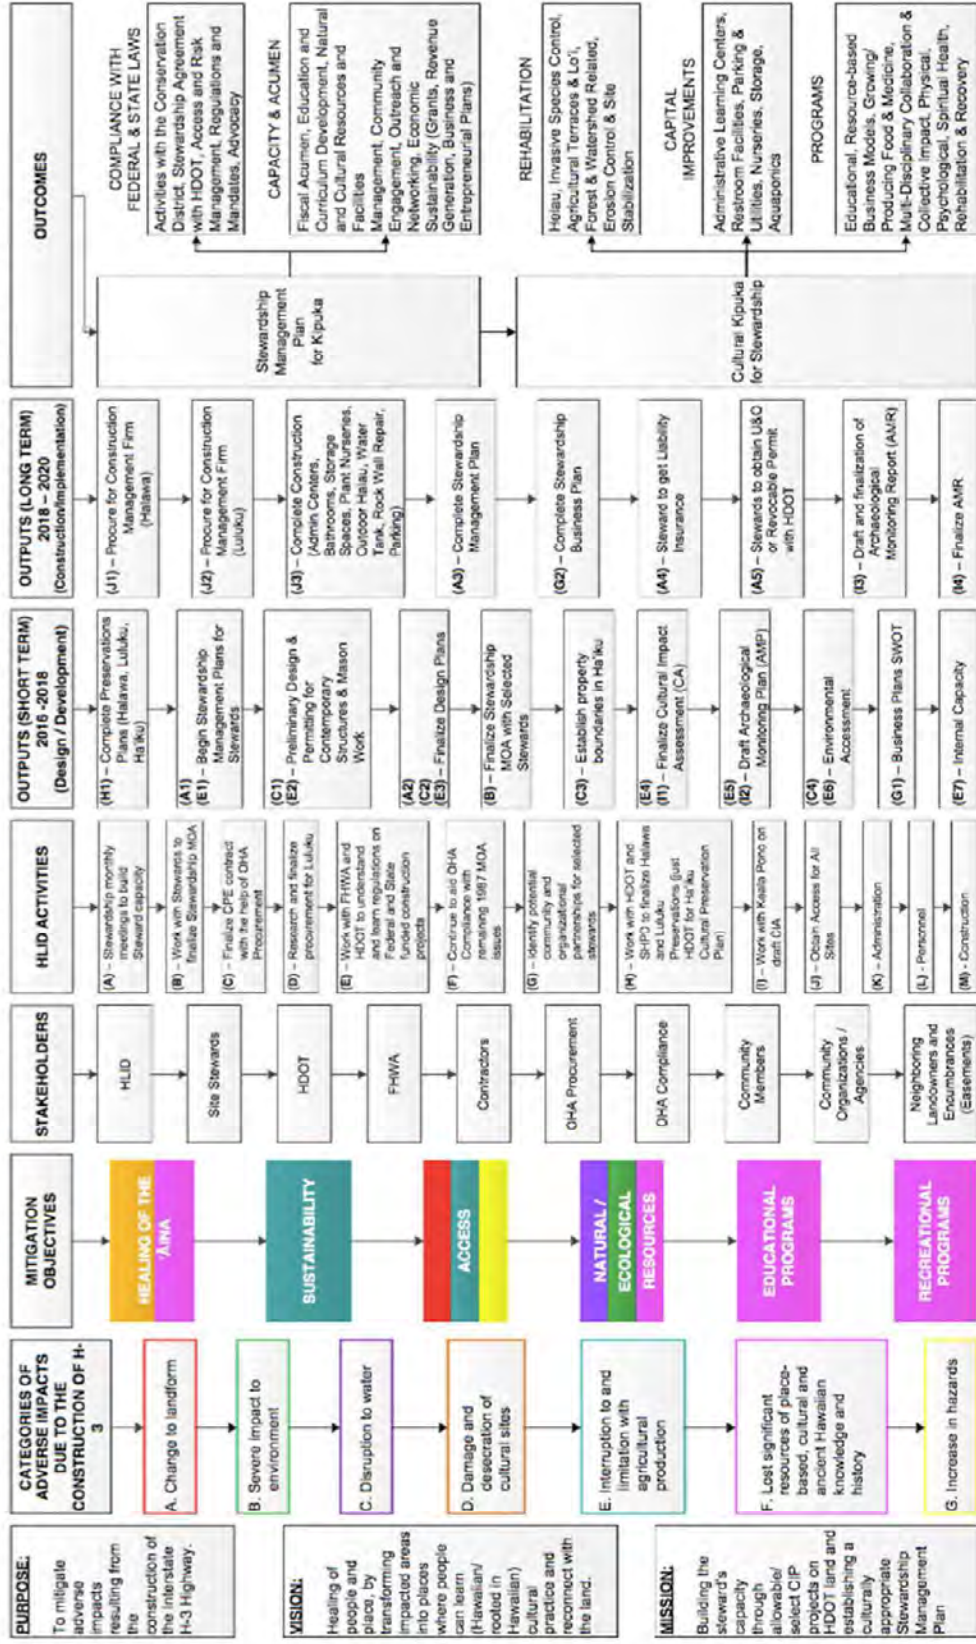 PURPOSE:
To mitigate
adverse
impacts
resulting from
the
construction of
the Interstate
H-3 Highway.
VISION:
Healing of
people and
place, by
transforming
impacted areas
into places
where people
can learn
(Hawaiian/
rooted in
Hawaiian)
cultural
practice and
reconnect with
the land.
MISSION:
Building the
steward's
capacity
through
allowable/
select CIP
projects on
HDOT land and
establishing a
culturally
appropriate
Stewardship
Management
Plan
CATEGORIES OF
ADVERSE IMPACTS
DUE TO THE
CONSTRUCTION OF H-
3
A. Change to landform
B. Severe impact to
environment
C. Disruption to water
D. Damage and
desecration of
cultural sites
E. Interruption to and
limitation with
agricultural
production
F. Lost significant
resources of place-
based, cultural and
ancient Hawaiian
knowledge and
history
G. Increase in hazards
MITIGATION
OBJECTIVES
HEALING OF THE
'ĀINA
SUSTAINABILITY
ACCESS
NATURAL /
ECOLOGICAL
RESOURCES
EDUCATIONAL
PROGRAMS
RECREATIONAL
PROGRAMS
STAKEHOLDERS
HLID
Site Stewards
HDOT
FHWA
Contractors
OHA Procurement
OHA Compliance
Community
Members
Community
Organizations /
Agencies
Neighboring
Landowners and
Encumbrances
(Easements)
HLID ACTIVITIES
(A) – Stewardship monthly
meetings to build
Steward capacity
(B) – Work with Stewards to
finalize Stewardship MOA
(C) – Finalize CPE contract
with the help of OHA
Procurement
(D) – Research and finalize
procurement for Luluku
(E) – Work with FHWA and
HDOT to understand
and learn regulations on
Federal and State
funded construction
projects
(F) – Continue to aid OHA
Compliance with
remaining 1987 MOA
issues
(G) – Identify potential
community and
organizational
partnerships for selected
stewards
(H) – Work with HDOT and
SHPD to finalize Halawa
and Luluku
Preservations (just
HDOT for Ha'iku
Cultural Preservation
Plan)
(I) – Work with Keala Pono on
draft CIA
(J) – Obtain Access for All
Sites
(K) – Administration
(L) - Personnel
(M) - Construction
OUTPUTS (SHORT TERM)
2016 -2018
(Design / Development)
(H1) – Complete Preservations
Plans (Halawa, Luluku,
Ha'iku)
(A1)
(E1) – Begin Stewardship
Management Plans for
Stewards
(C1)
(E2) – Preliminary Design &
Permitting for
Contemporary
Structures & Mason
Work
(A2)
(C2)
(E3) – Finalize Design Plans
(B) – Finalize Stewardship
MOA with Selected
Stewards
(C3) – Establish property
boundaries in Ha'iku
(E4)
(I1) – Finalize Cultural Impact
Assessment (CA)
(E5)
(I2) – Draft Archaeological
Monitoring Plan (AMP)
(C4)
(E6) – Environmental
Accessment
(G1) – Business Plans SWOT
(E7) – Internal Capacity
OUTPUTS (LONG TERM)
2018 – 2020
(Construction/Implementation)
(J1) – Procure for Construction
Management Firm
(Halawa)
(J2) – Procure for Construction
Management Firm
(Luluku)
(J3) – Complete Construction
(Admin Centers,
Bathrooms, Storage
Spaces, Plant Nurseries,
Outdoor Halau, Water
Tank, Rock Wall Repair,
Parking)
(A3) – Complete Stewardship
Management Plan
(G2) – Complete Stewardship
Business Plan
(A4) – Steward to get Liability
Insurance
(A5) – Stewards to obtain U&O
or Revocable Permit
with HDOT
(I3) – Draft and finalization of
Archaeological
Monitoring Report (AMR)
(I4) – Finalize AMR
OUTCOMES
Stewardship
Management
Plan
for Kipuka
Cultural Kipuka
for Stewardship
COMPLIANCE WITH
FEDERAL & STATE LAWS
Activities with the Conservation
District, Stewardship Agreement
with HDOT, Access and Risk
Management, Regulations and
Mandates, Advocacy
CAPACITY & ACUMEN
Fiscal Acumen, Education and
Curriculum Development, Natural
and Cultural Resources and
Facilities
Management, Community
Engagement, Outreach and
Networking, Economic
Sustainability (Grants, Revenue
Generation, Business and
Entrepreneurial Plans)
REHABILITATION
Heiau, Invasive Species Control,
Agricultural Terraces & Lo'i,
Forest & Watershed Related,
Erosion Control & Site
Stabilization
CAPITAL
IMPROVEMENTS
Administrative Learning Centers,
Restroom Facilities, Parking &
Utilities, Nurseries, Storage,
Aquaponics
PROGRAMS
Educational, Resource-based
Business Models, Growing/
Producing Food & Medicine,
Multi-Disciplinary Collaboration &
Collective Impact, Physical,
Psychological, Spiritual Health,
Rehabilitation & Recovery